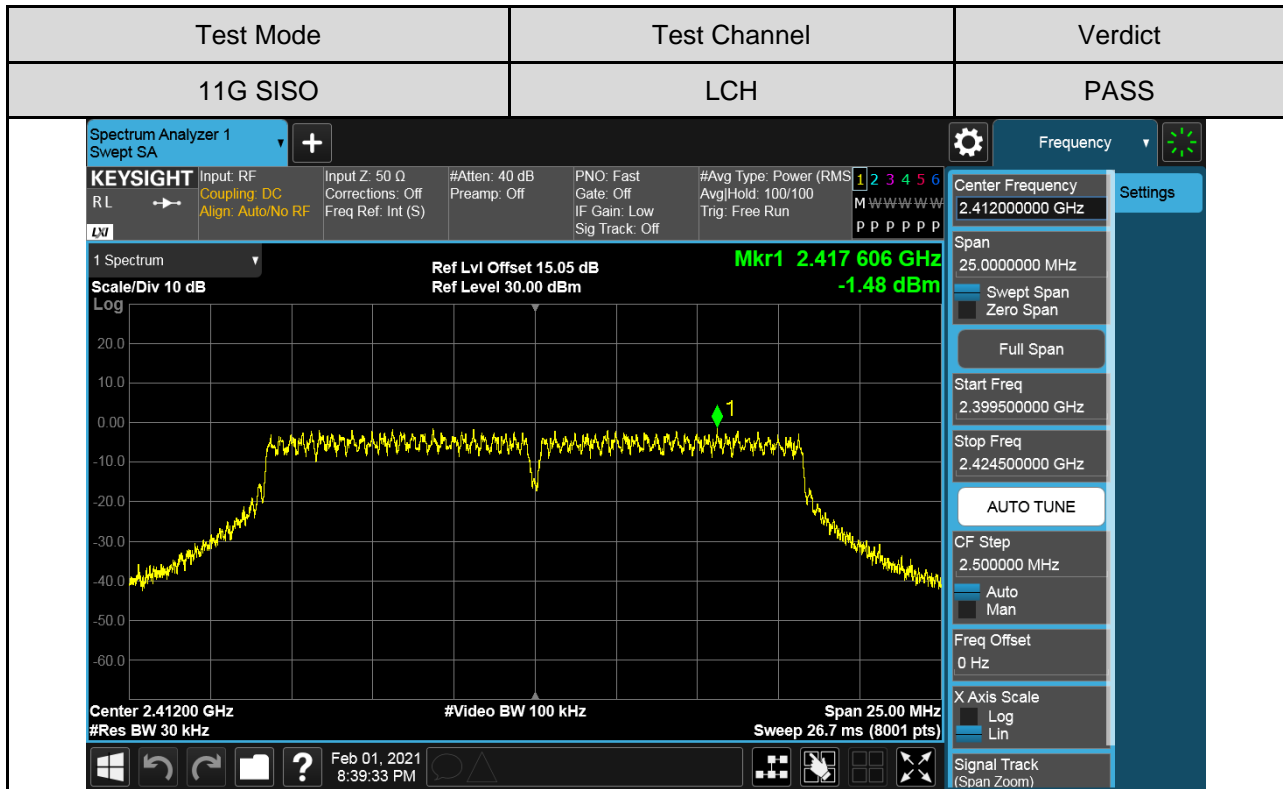 Test Mode Test Channel Verdict
11G SISO LCH PASS
Spectrum Analyzer 1
Swept SA
+
Frequency
KEYSIGHT
RL
LXI
Input: RF
Coupling: DC
Align: Auto/No RF
Input Z: 50 Ω
Corrections: Off
Freq Ref: Int (S)
#Atten: 40 dB
Preamp: Off
PNO: Fast
Gate: Off
IF Gain: Low
Sig Track: Off
#Avg Type: Power (RMS
Avg|Hold: 100/100
Trig: Free Run
1 2 3 4 5 6
M W W W W W
P P P P P P
1 Spectrum
Scale/Div 10 dB
Ref Lvl Offset 15.05 dB
Ref Level 30.00 dBm
Mkr1 2.417 606 GHz
-1.48 dBm
Log
20.0
10.0
0.00
-10.0
-20.0
-30.0
-40.0
-50.0
-60.0
1
Center 2.41200 GHz
#Res BW 30 kHz
#Video BW 100 kHz
Span 25.00 MHz
Sweep 26.7 ms (8001 pts)
?
Feb 01, 2021
8:39:33 PM
Center Frequency
2.412000000 GHz
Span
25.0000000 MHz
Swept Span
Zero Span
Full Span
Start Freq
2.399500000 GHz
Stop Freq
2.424500000 GHz
AUTO TUNE
CF Step
2.500000 MHz
Auto
Man
Freq Offset
0 Hz
X Axis Scale
Log
Lin
Signal Track
(Span Zoom)
Settings